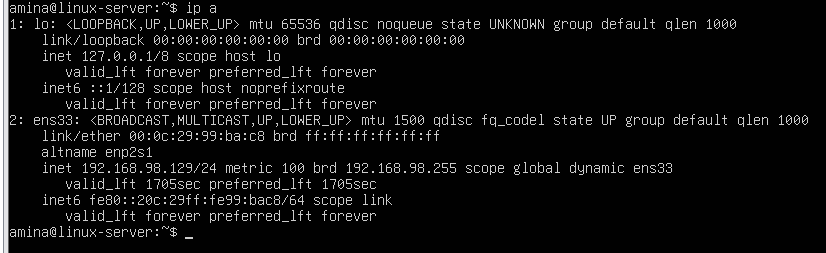 amina@linux-server:~$ ip a
1: lo: <LOOPBACK,UP,LOWER_UP> mtu 65536 qdisc noqueue state UNKNOWN group default qlen 1000
    link/loopback 00:00:00:00:00:00 brd 00:00:00:00:00:00
    inet 127.0.0.1/8 scope host lo
       valid_lft forever preferred_lft forever
    inet6 ::1/128 scope host noprefixroute
       valid_lft forever preferred_lft forever
2: ens33: <BROADCAST,MULTICAST,UP,LOWER_UP> mtu 1500 qdisc fq_codel state UP group default qlen 1000
    link/ether 00:0c:29:99:ba:c8 brd ff:ff:ff:ff:ff:ff
    altname enp2s1
    inet 192.168.98.129/24 metric 100 brd 192.168.98.255 scope global dynamic ens33
       valid_lft 1705sec preferred_lft 1705sec
    inet6 fe80::20c:29ff:fe99:bac8/64 scope link
       valid_lft forever preferred_lft forever
amina@linux-server:~$ _